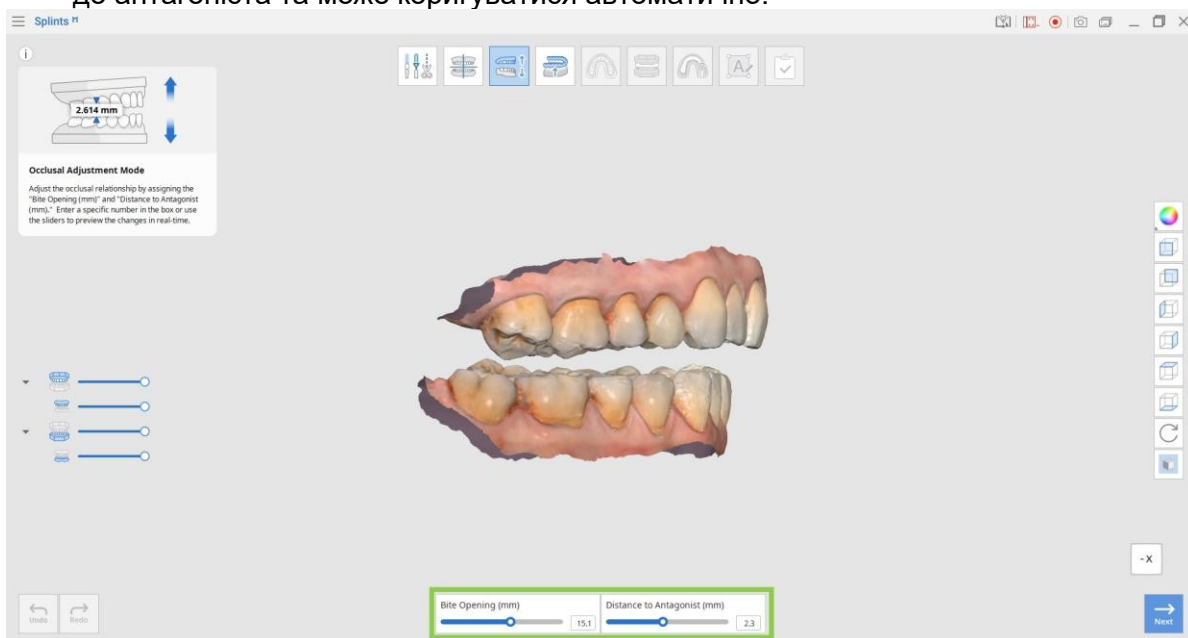 до антагоніста та може коригуватися автоматично.
Splints M
i
2.614 mm
Occlusal Adjustment Mode
Adjust the occlusal relationship by assigning the
"Bite Opening (mm)" and "Distance to Antagonist
(mm)." Enter a specific number in the box or use
the sliders to preview the changes in real-time.
A
-X
Undo Redo
Bite Opening (mm) Distance to Antagonist (mm)
15.1 2.3
Next